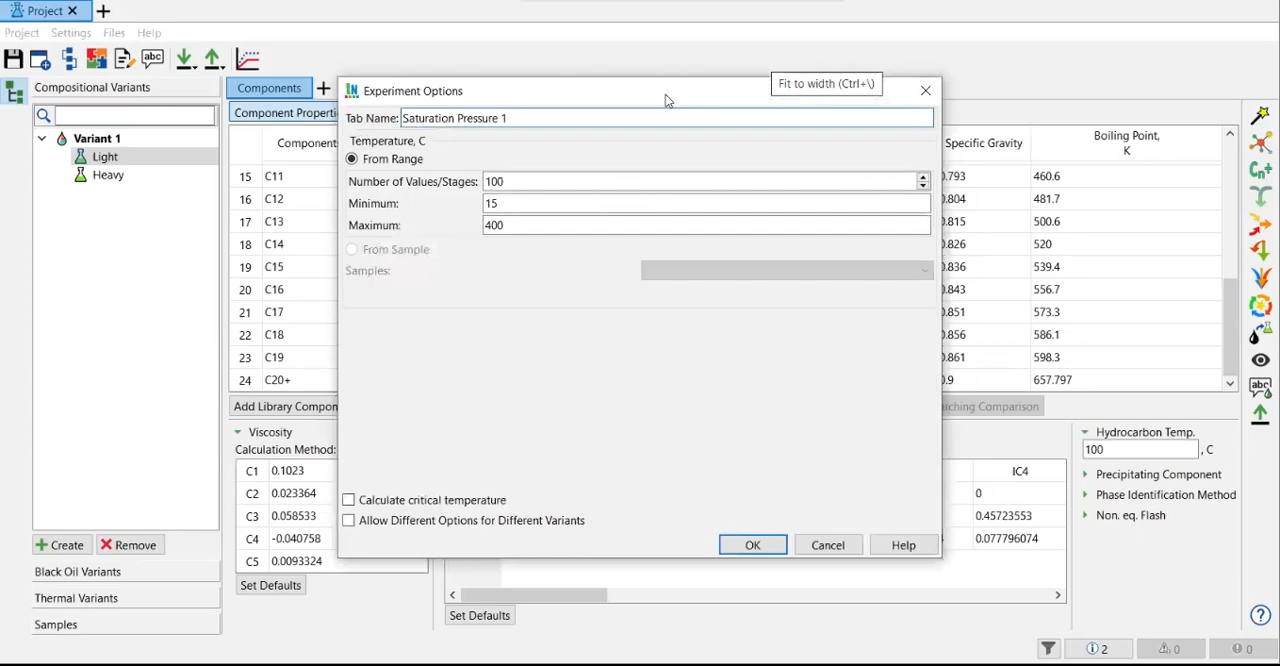 Project
Project Settings Files Help
abc
Fit to width (Ctrl+\)
Compositional Variants
Variant 1
Light
Heavy
Create
Remove
Black Oil Variants
Thermal Variants
Samples
Components
Component Properti
Component
Specific Gravity
Boiling Point,
K
15 C11 0.793 460.6
16 C12 0.804 481.7
17 C13 0.815 500.6
18 C14 0.826 520
19 C15 0.836 539.4
20 C16 0.843 556.7
21 C17 0.851 573.3
22 C18 0.856 586.1
23 C19 0.861 598.3
24 C20+ 0.9 657.797
Add Library Compon
ching Comparison
Experiment Options
Tab Name: Saturation Pressure 1
Temperature, C
From Range
Number of Values/Stages: 100
Minimum: 15
Maximum: 400
From Sample
Samples:
Calculate critical temperature
Allow Different Options for Different Variants
OK
Cancel
Help
Viscosity
Calculation Method:
C1 0.1023
C2 0.023364
C3 0.058533
C4 -0.040758
C5 0.0093324
Set Defaults
IC4
0
0.45723553
0.077796074
Set Defaults
Hydrocarbon Temp.
100 , C
Precipitating Component
Phase Identification Method
Non. eq. Flash
Cn+
abc
2
0
0